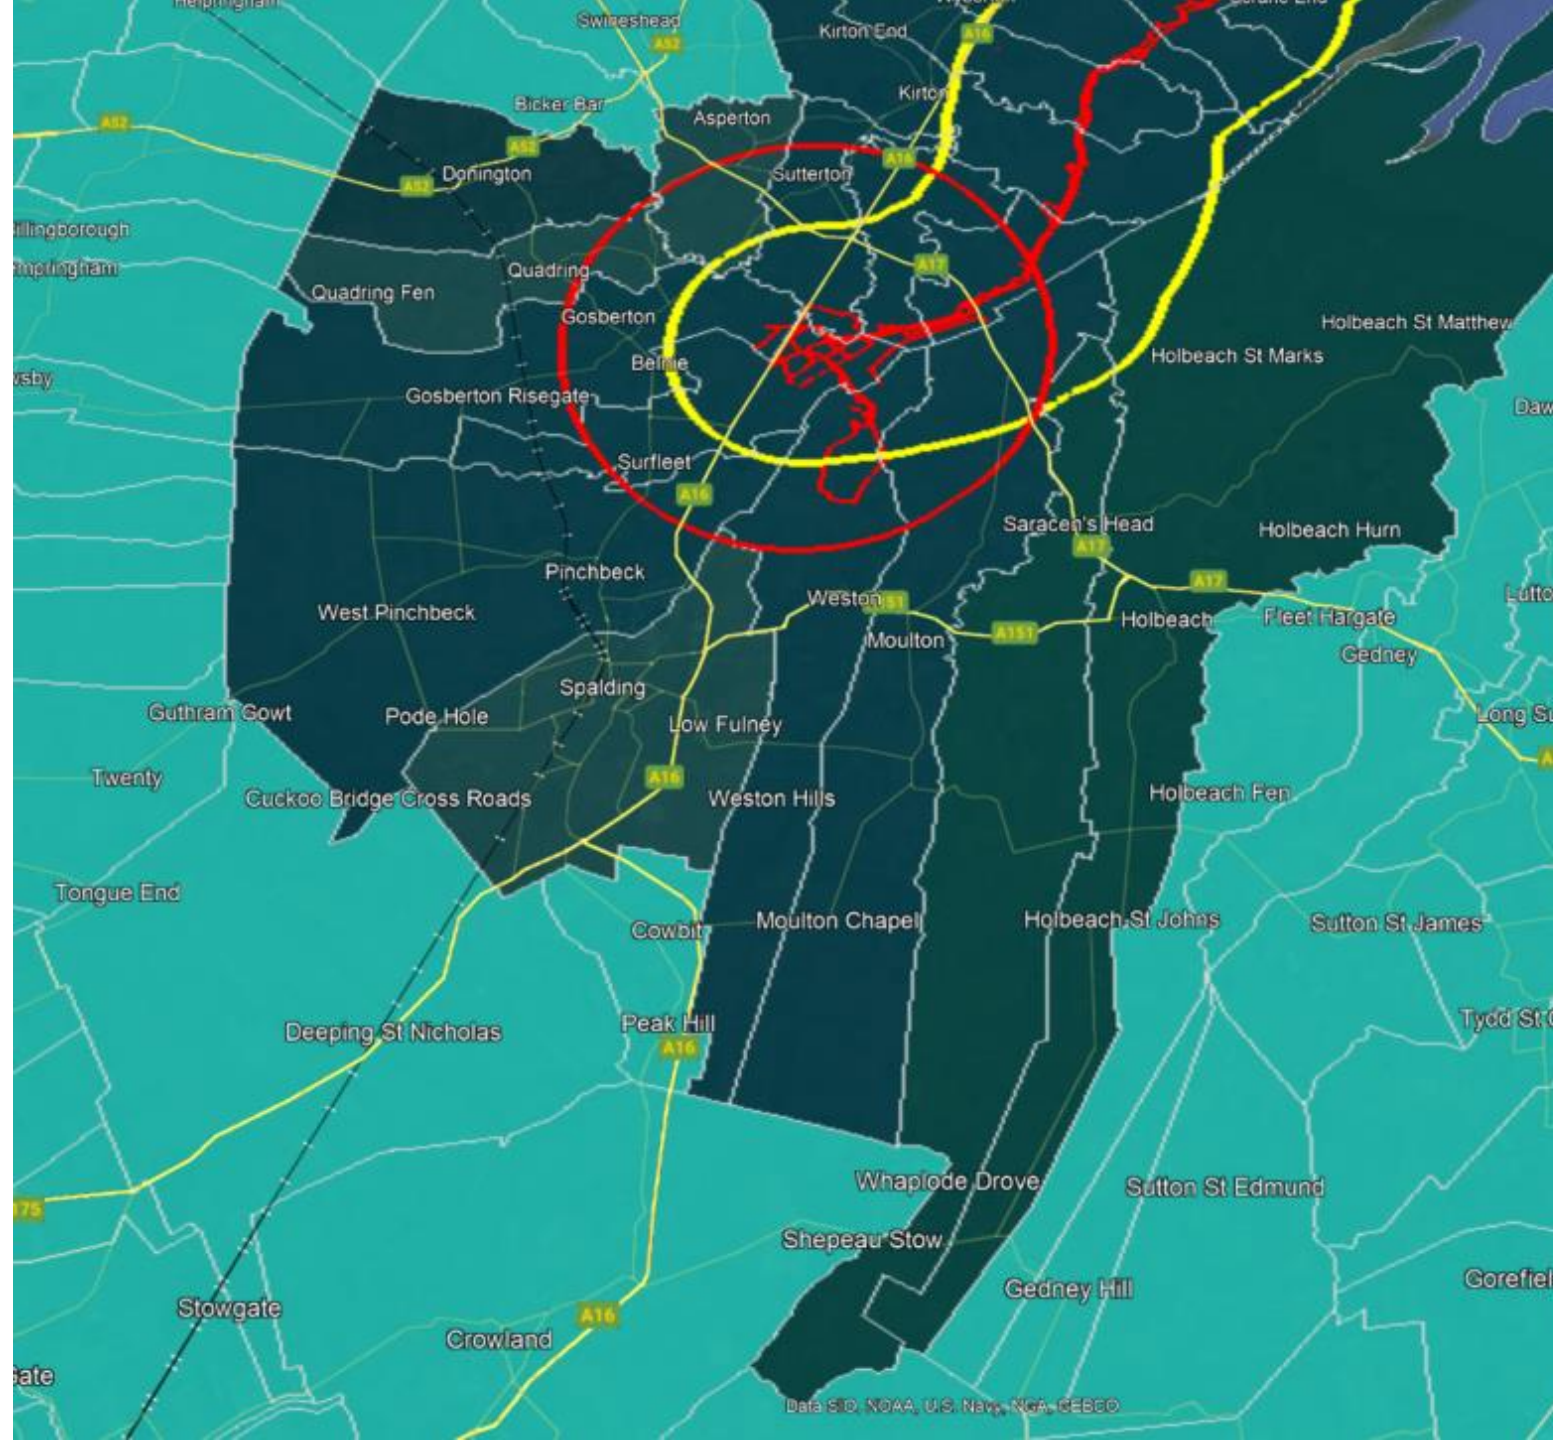 Helpringham
Swineshead
A52
Kirton End
A16
A52
Bicker Bar
Kirton
Asperton
A52
A16
A52
Donington
Sutterton
A17
Quadring
Quadring Fen
Gosberton
Holbeach St Matthew
Holbeach St Marks
Belnie
Gosberton Risegate
Surfleet
A16
Saracen's Head
Holbeach Hurn
A17
Pinchbeck
A17
West Pinchbeck
Weston
Holbeach
Fleet Hargate
A151
Moulton
Gedney
Spalding
Guthram Gowt
Pode Hole
Low Fulney
A16
Twenty
Cuckoo Bridge Cross Roads
Weston Hills
Holbeach Fen
Tongue End
Cowbit
Moulton Chapel
Holbeach St Johns
Sutton St James
Deeping St Nicholas
Peak Hill
A16
Whaplode Drove
Sutton St Edmund
Shepeau Stow
Gedney Hill
Stowgate
A16
Crowland
Data SIO, NOAA, U.S. Navy, NGA, GEBCO